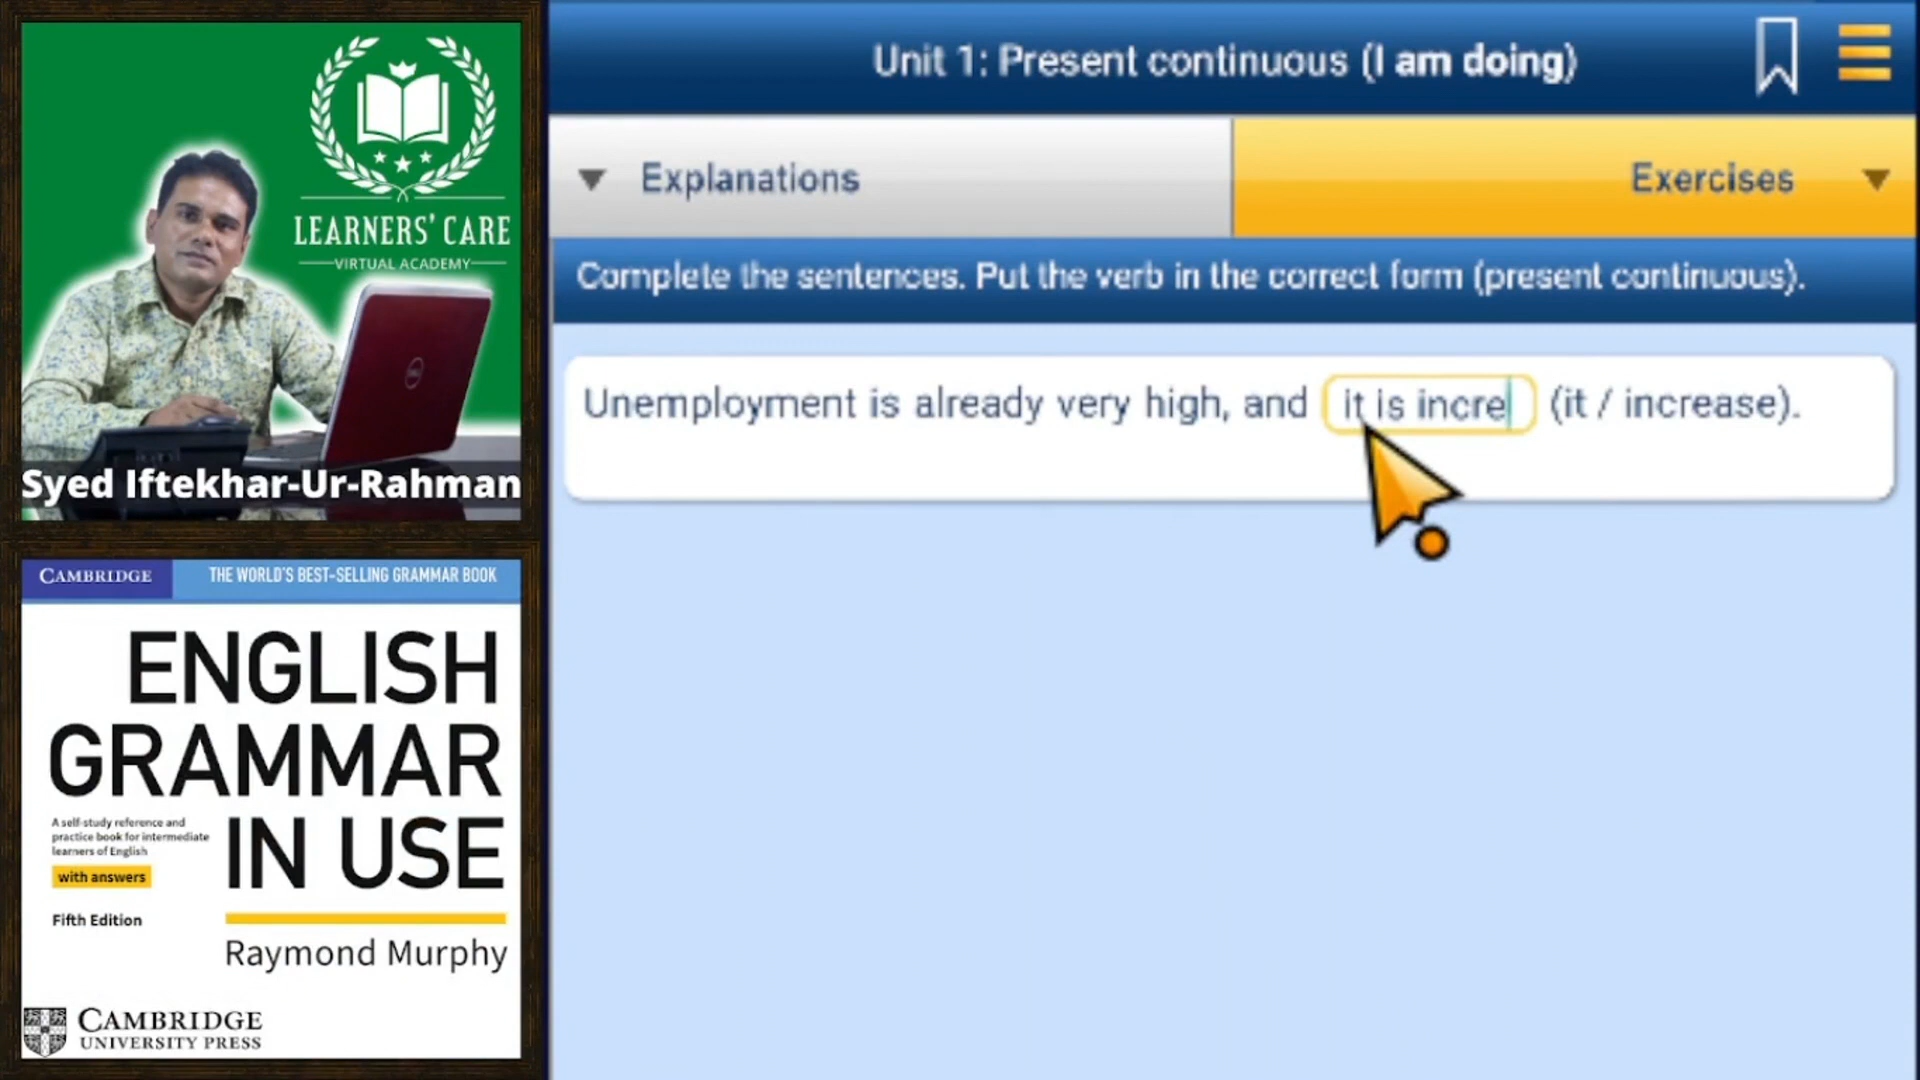 LEARNERS' CARE
VIRTUAL ACADEMY
Syed Iftekhar-Ur-Rahman
CAMBRIDGE
THE WORLD'S BEST-SELLING GRAMMAR BOOK
ENGLISH
GRAMMAR
IN USE
A self-study reference and
practice book for intermediate
learners of English
with answers
Fifth Edition
Raymond Murphy
CAMBRIDGE
UNIVERSITY PRESS
Unit 1: Present continuous (I am doing)
Explanations
Exercises
Complete the sentences. Put the verb in the correct form (present continuous).
Unemployment is already very high, and it is incre (it / increase).